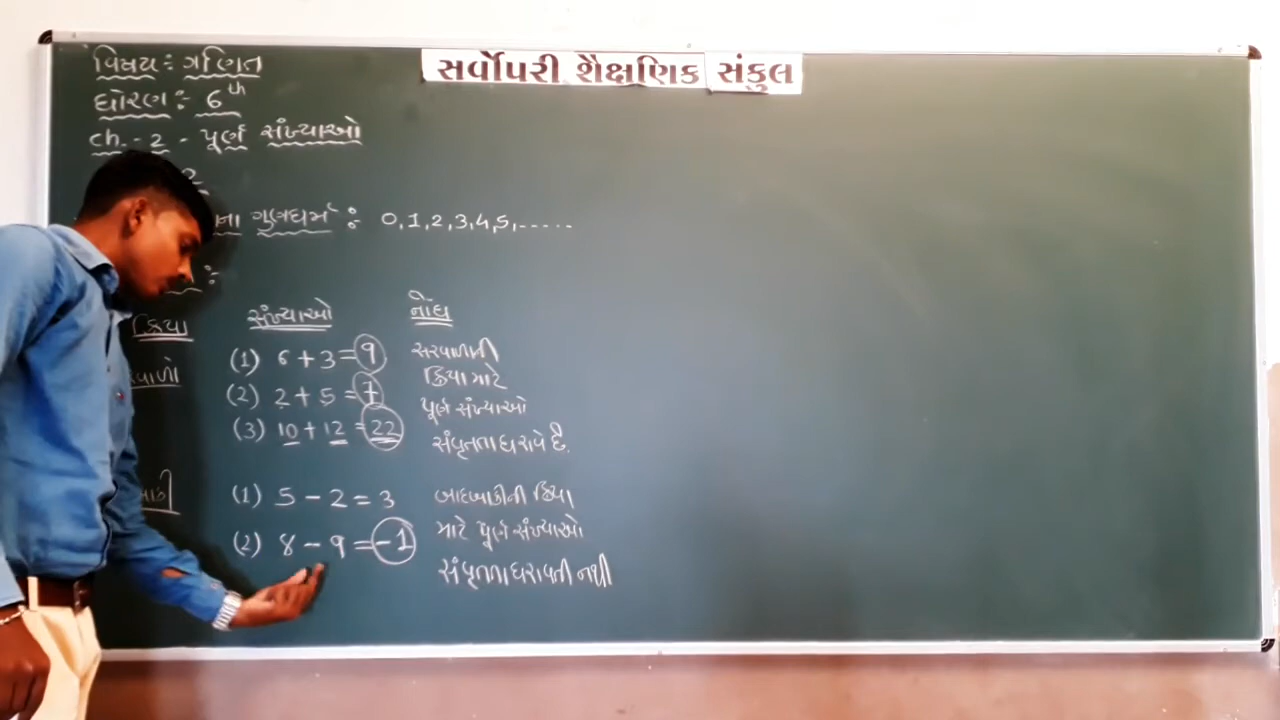 સર્વોપરી શૈક્ષણિક સંકુલ
વિષય :- ગણિત
ધોરણ :- 6th
ch. - 2 - પૂર્ણ સંખ્યાઓ
2
ના ગુણધર્મ :- 0,1,2,3,4,5,.....
:-
ક્રિયા સંખ્યાઓ નોંધ
વાળો (1) 6 + 3 = 9 સરવાળાની
ક્રિયા માટે
(2) 2 + 5 = 7 પૂર્ણ સંખ્યાઓ
(3) 10 + 12 = 22 સંવૃતતા ધરાવે છે.
બાકી (1) 5 - 2 = 3 બાદબાકીની ક્રિયા
માટે પૂર્ણ સંખ્યાઓ
(2) 8 - 9 = -1
સંવૃતતા ધરાવતી નથી